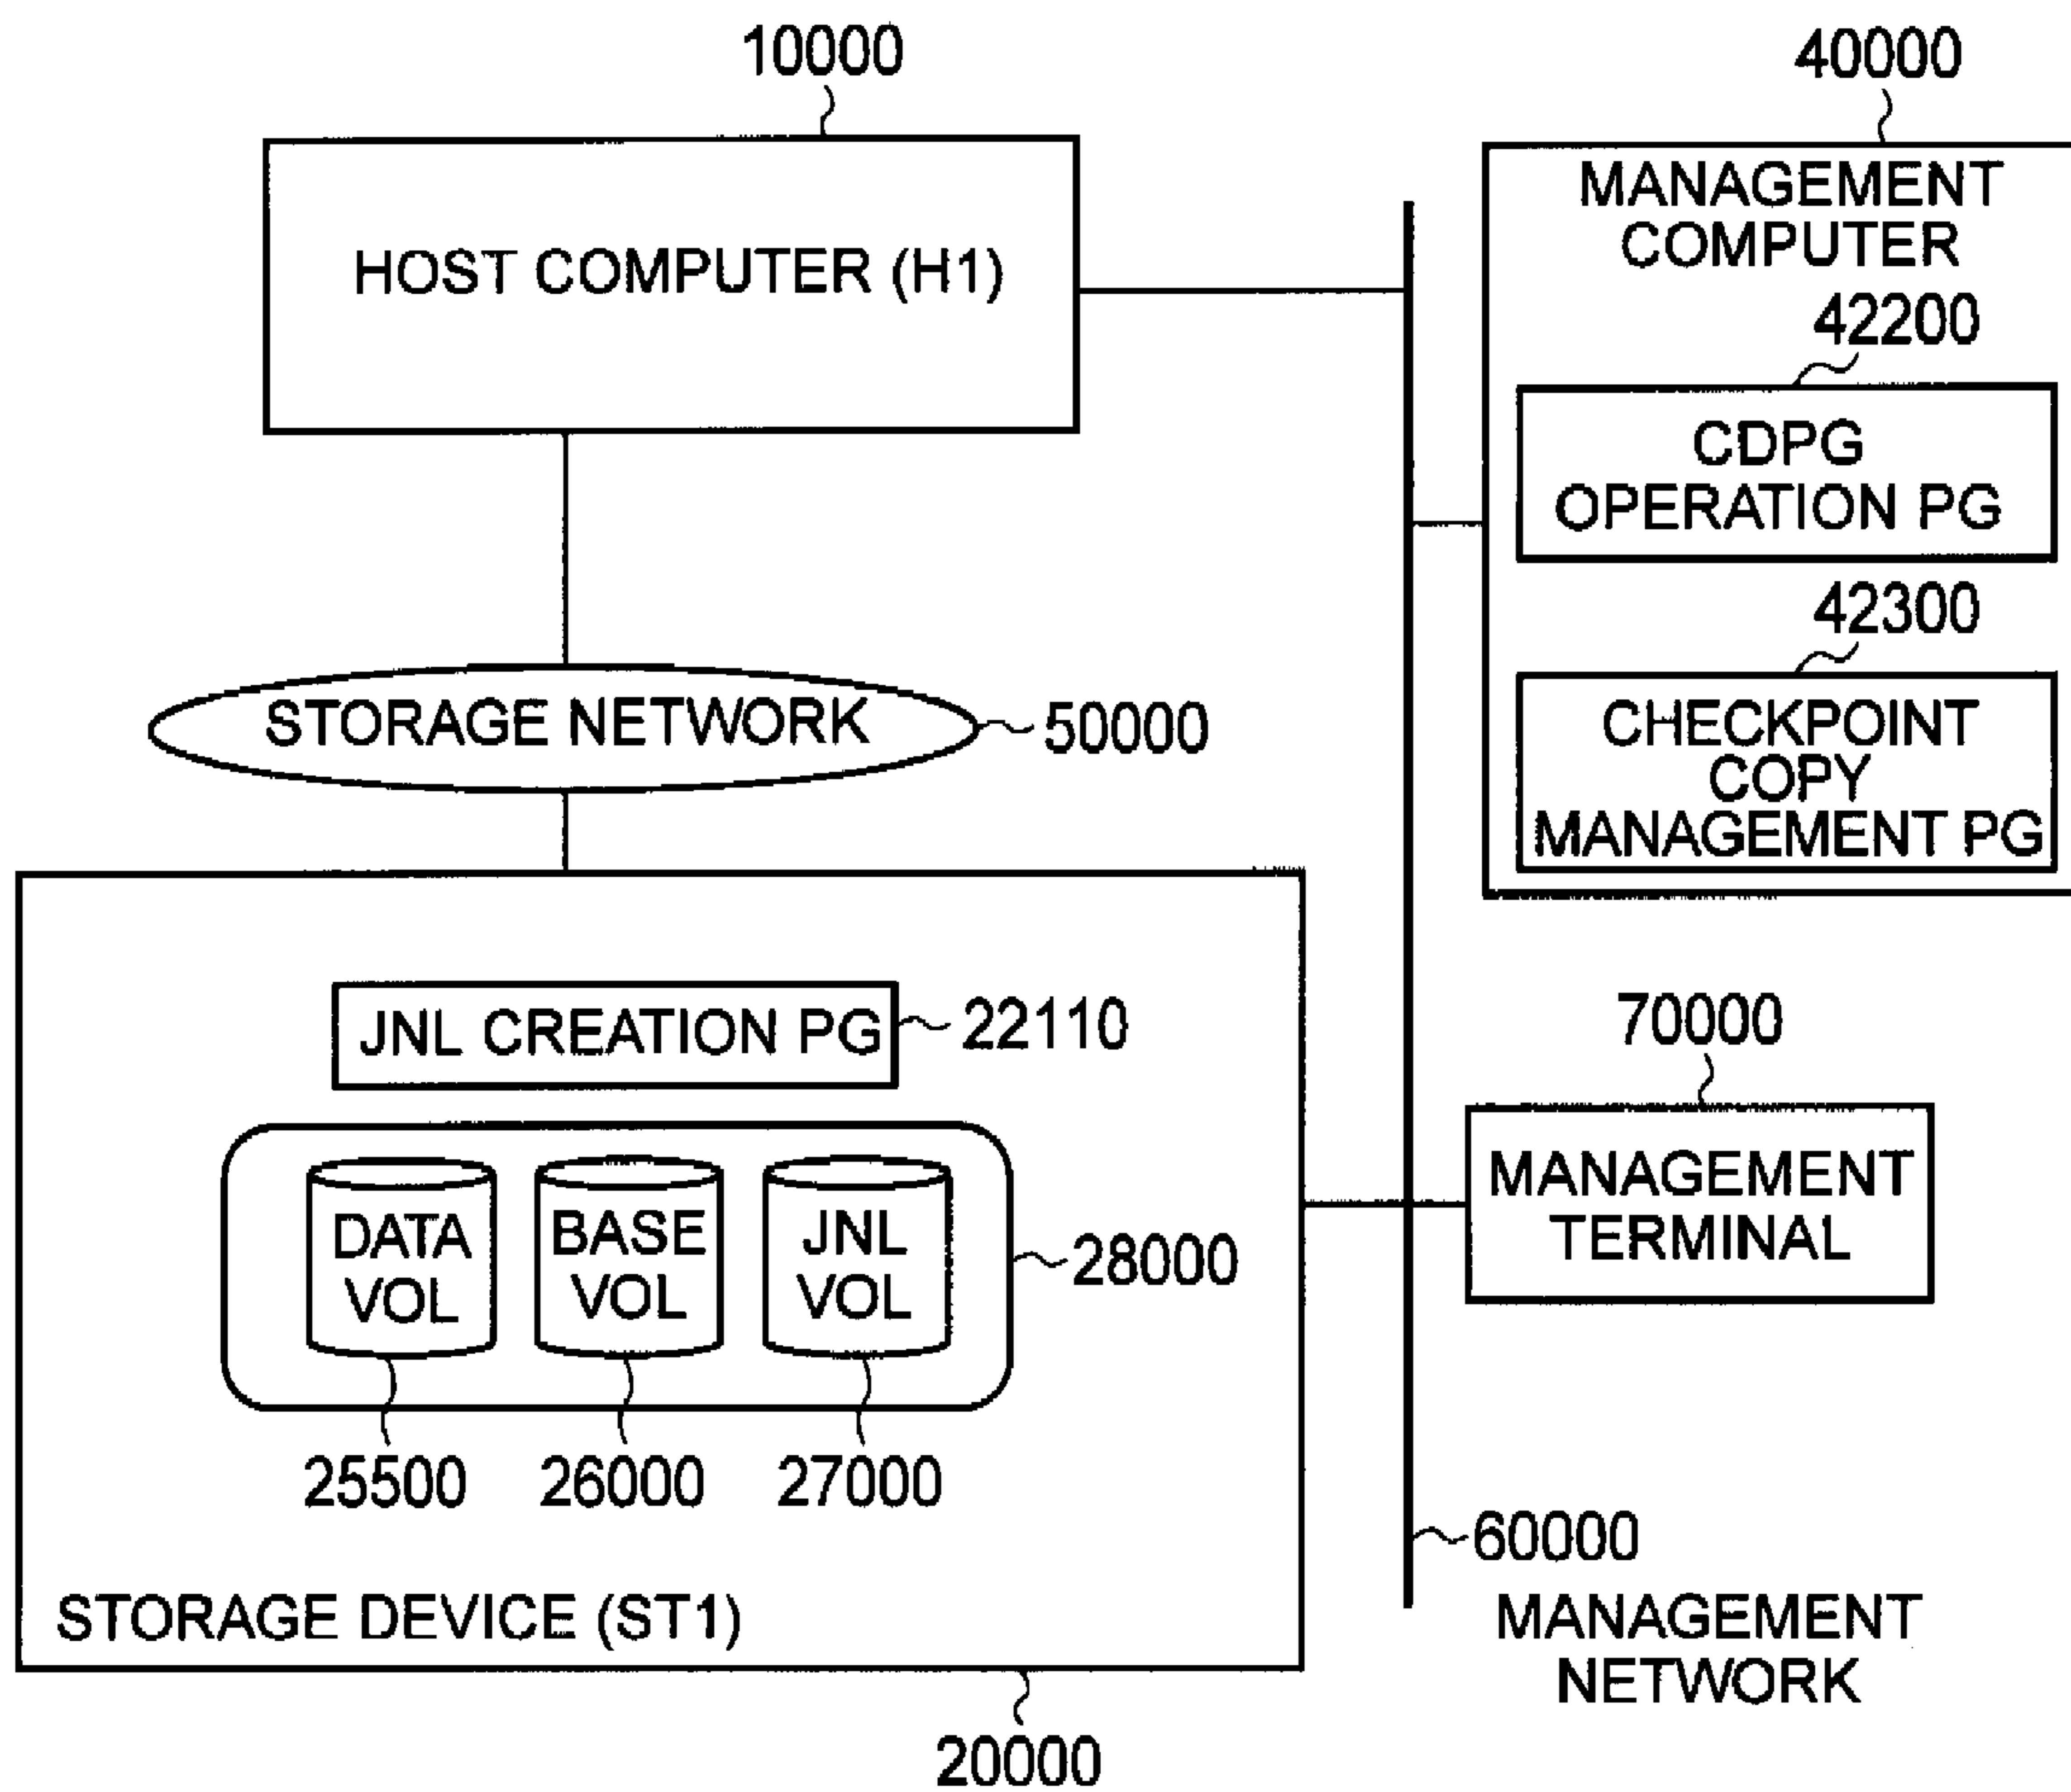 10000
HOST COMPUTER (H1)
STORAGE NETWORK
50000
JNL CREATION PG
22110
DATA
VOL
BASE
VOL
JNL
VOL
28000
25500
26000
27000
STORAGE DEVICE (ST1)
20000
40000
MANAGEMENT
COMPUTER
42200
CDPG
OPERATION PG
42300
CHECKPOINT
COPY
MANAGEMENT PG
70000
MANAGEMENT
TERMINAL
60000
MANAGEMENT
NETWORK